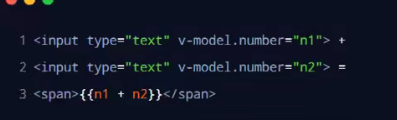 1 <input type="text" v-model.number="n1"> +
2 <input type="text" v-model.number="n2"> =
3 <span>{{n1 + n2}}</span>